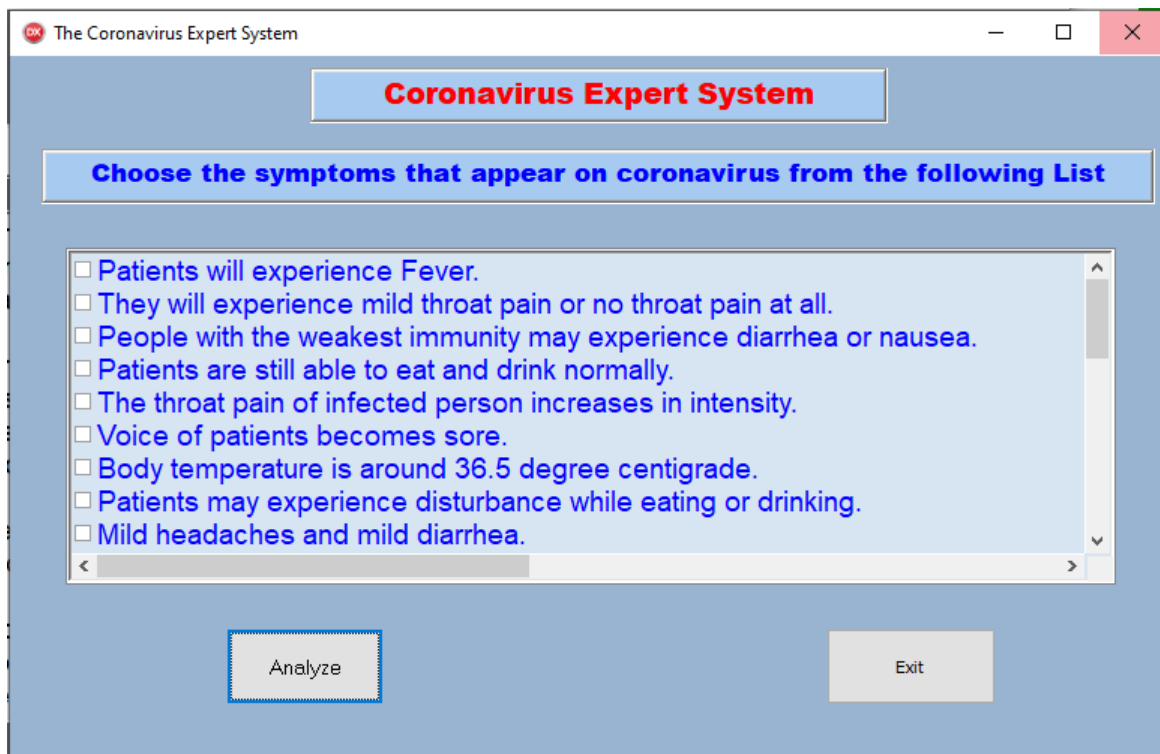 DX The Coronavirus Expert System
Coronavirus Expert System
Choose the symptoms that appear on coronavirus from the following List
Patients will experience Fever.
They will experience mild throat pain or no throat pain at all.
People with the weakest immunity may experience diarrhea or nausea.
Patients are still able to eat and drink normally.
The throat pain of infected person increases in intensity.
Voice of patients becomes sore.
Body temperature is around 36.5 degree centigrade.
Patients may experience disturbance while eating or drinking.
Mild headaches and mild diarrhea.
Analyze Exit